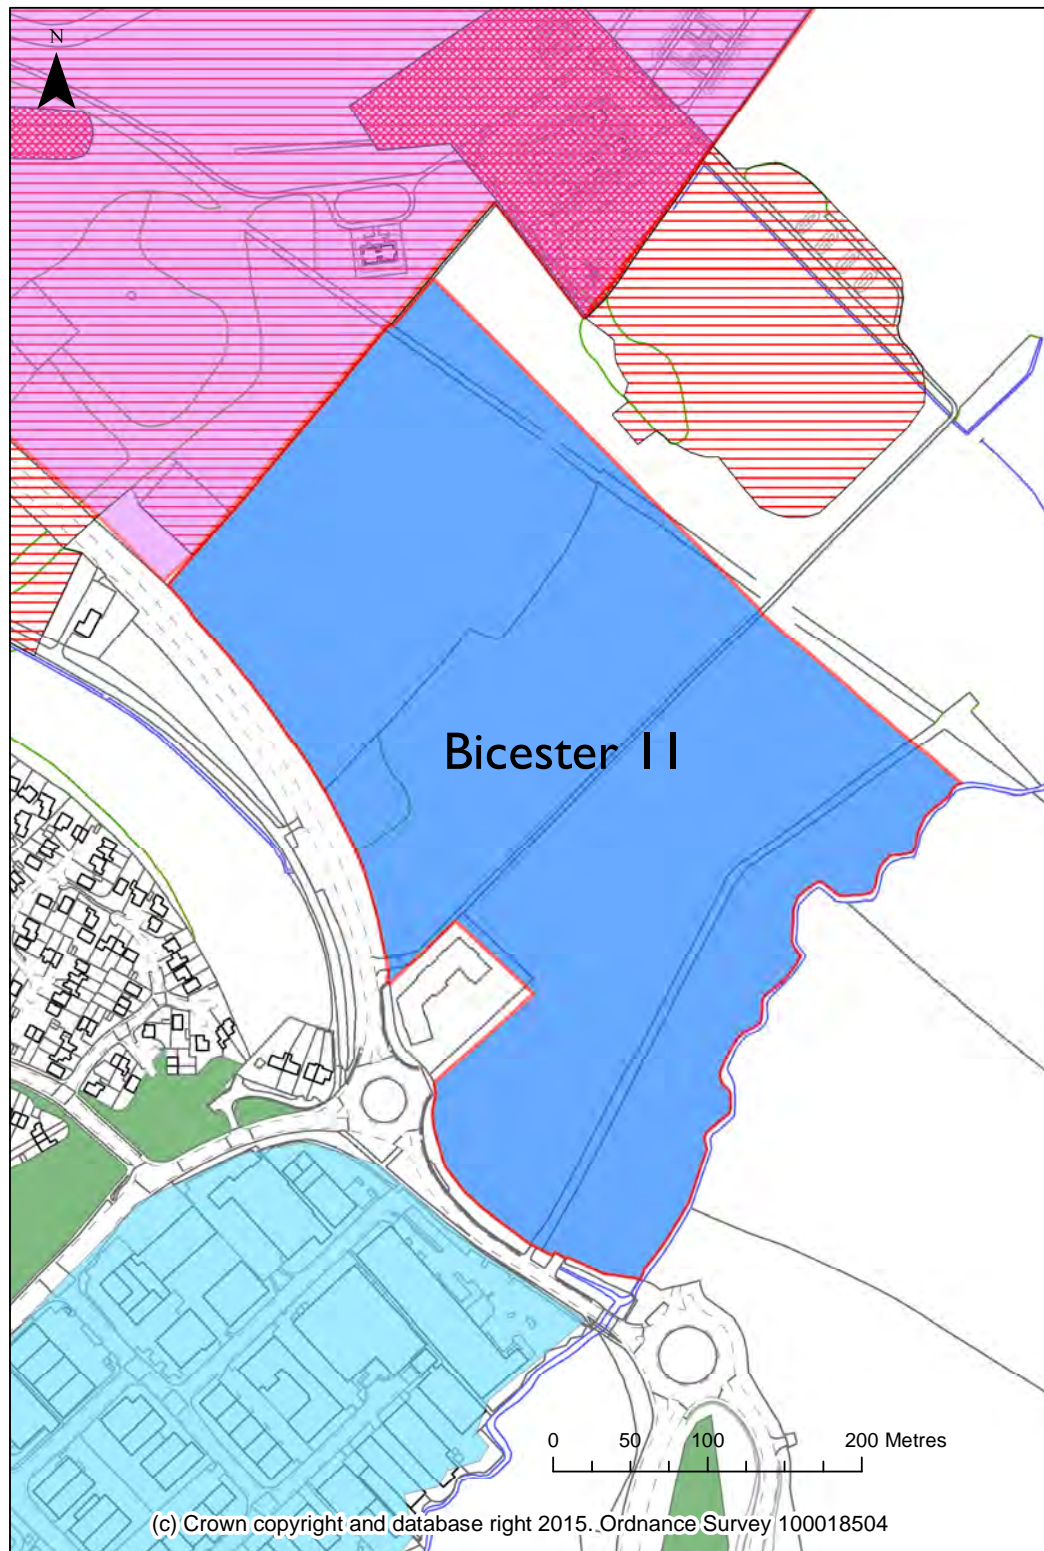 N
Bicester 11
0 50 100 200 Metres
(c) Crown copyright and database right 2015. Ordnance Survey 100018504